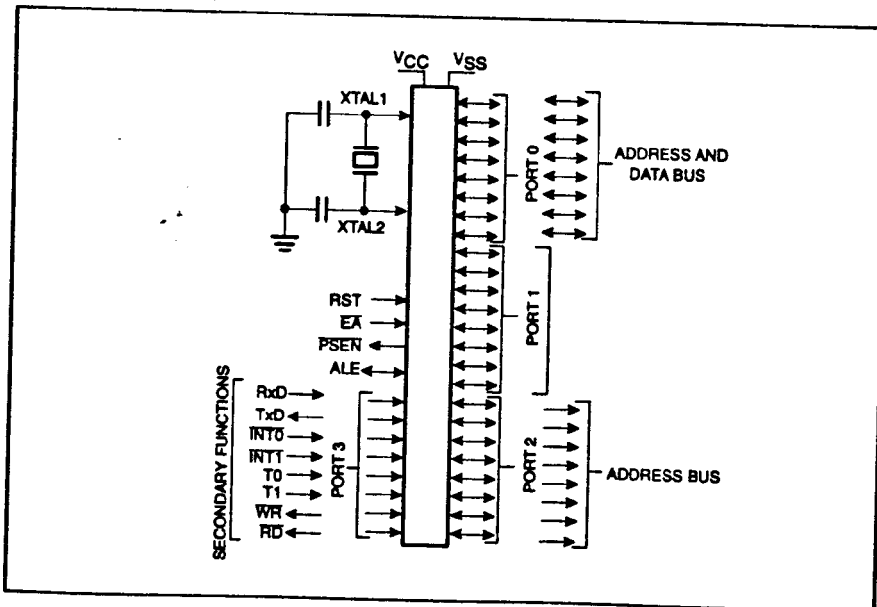 VCC VSS
XTAL1
XTAL2
PORT 0
ADDRESS AND
DATA BUS
PORT 1
RST
EA
PSEN
ALE
SECONDARY FUNCTIONS
RxD
TxD
INT0
INT1
T0
T1
WR
RD
PORT 3
PORT 2
ADDRESS BUS